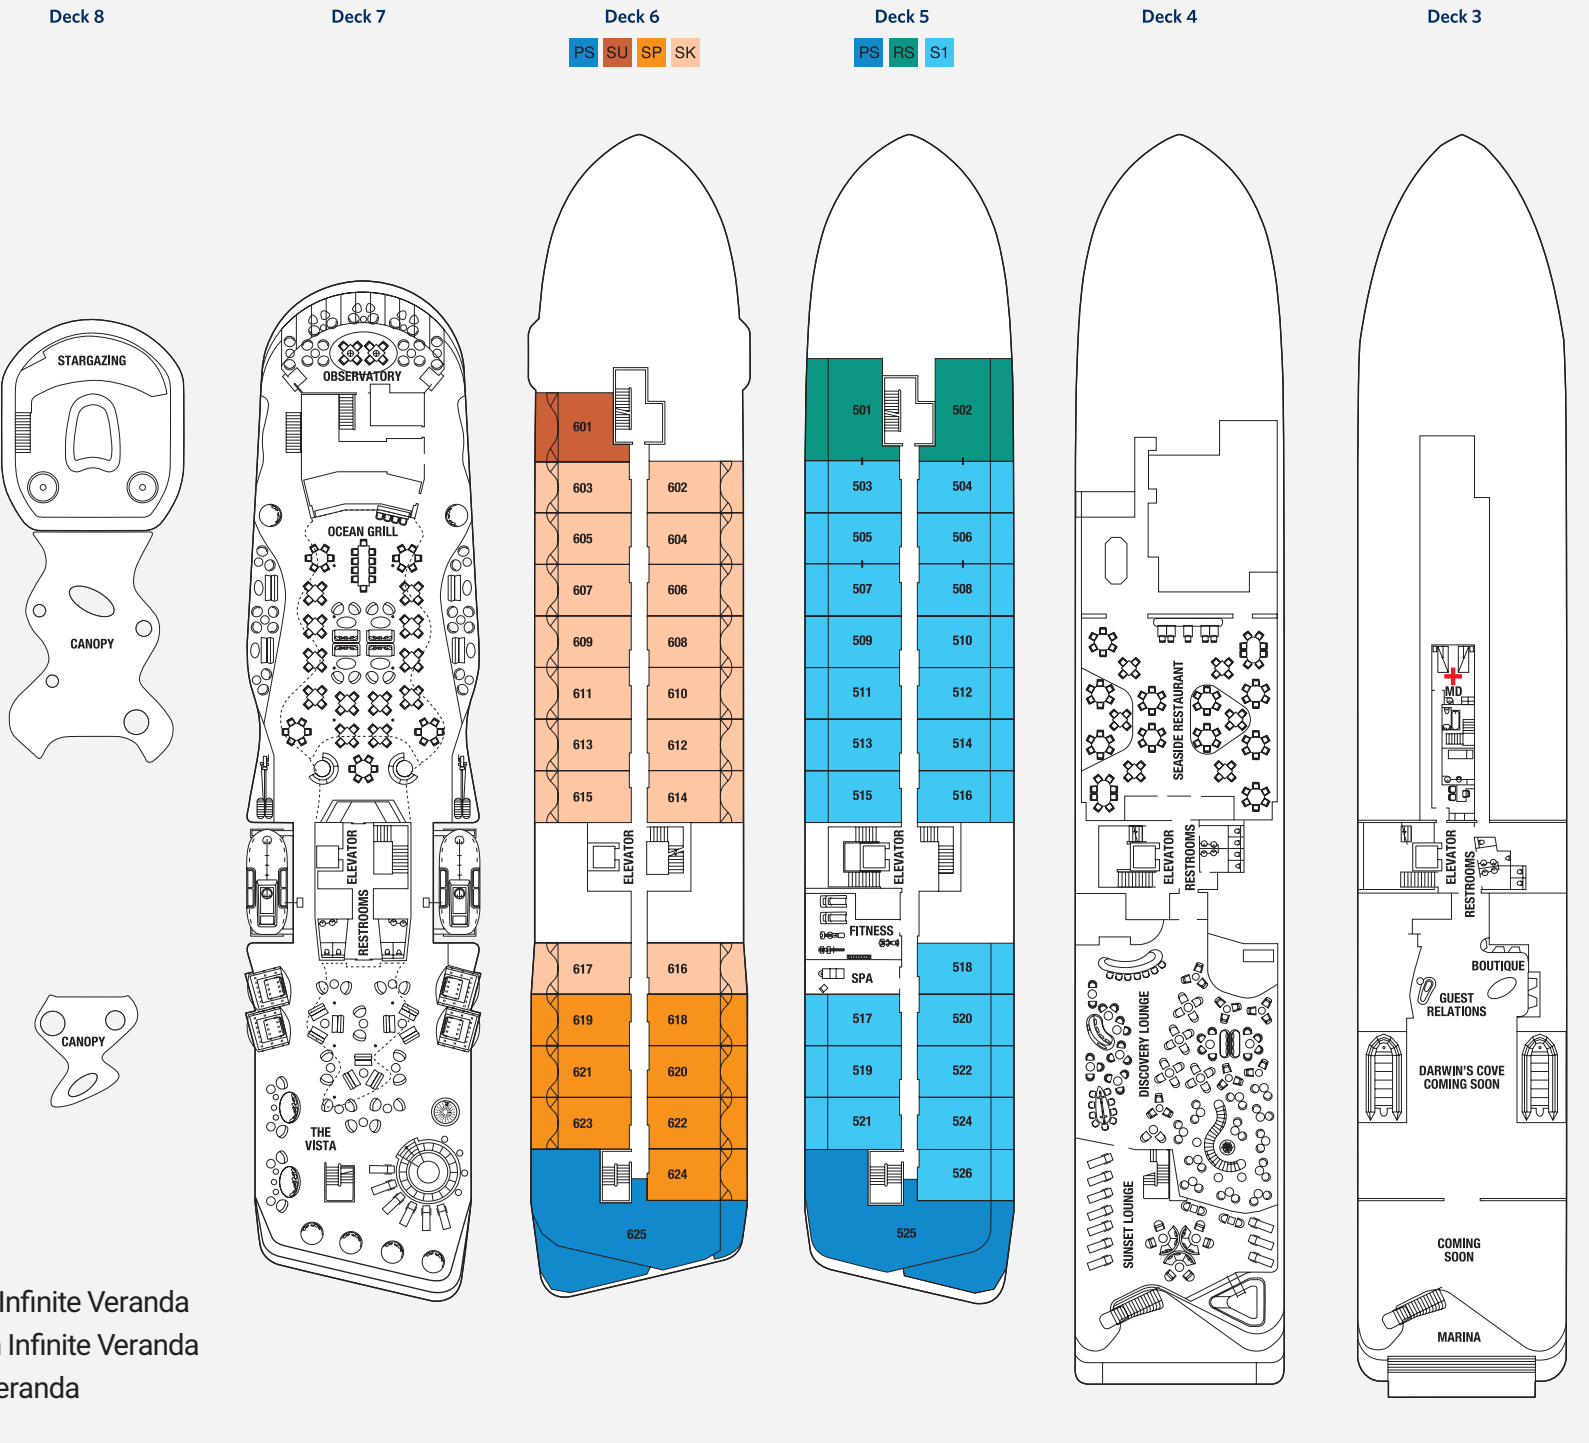 Deck 8
Deck 7
Deck 6
Deck 5
Deck 4
Deck 3
PS SU SP SK
PS RS S1
STARGAZING
CANOPY
CANOPY
Infinite Veranda
Infinite Veranda
eranda
OBSERVATORY
OCEAN GRILL
ELEVATOR
RESTROOMS
THE
VISTA
601
603 602
605 604
607 606
609 608
611 610
613 612
615 614
ELEVATOR
617 616
619 618
621 620
623 622
624
625
501 502
503 504
505 506
507 508
509 510
511 512
513 514
515 516
ELEVATOR
FITNESS
SPA
518
517 520
519 522
521 524
526
525
SEASIDE RESTAURANT
ELEVATOR
RESTROOMS
DISCOVERY LOUNGE
SUNSET LOUNGE
MD
ELEVATOR
RESTROOMS
BOUTIQUE
GUEST
RELATIONS
DARWIN'S COVE
COMING SOON
COMING
SOON
MARINA